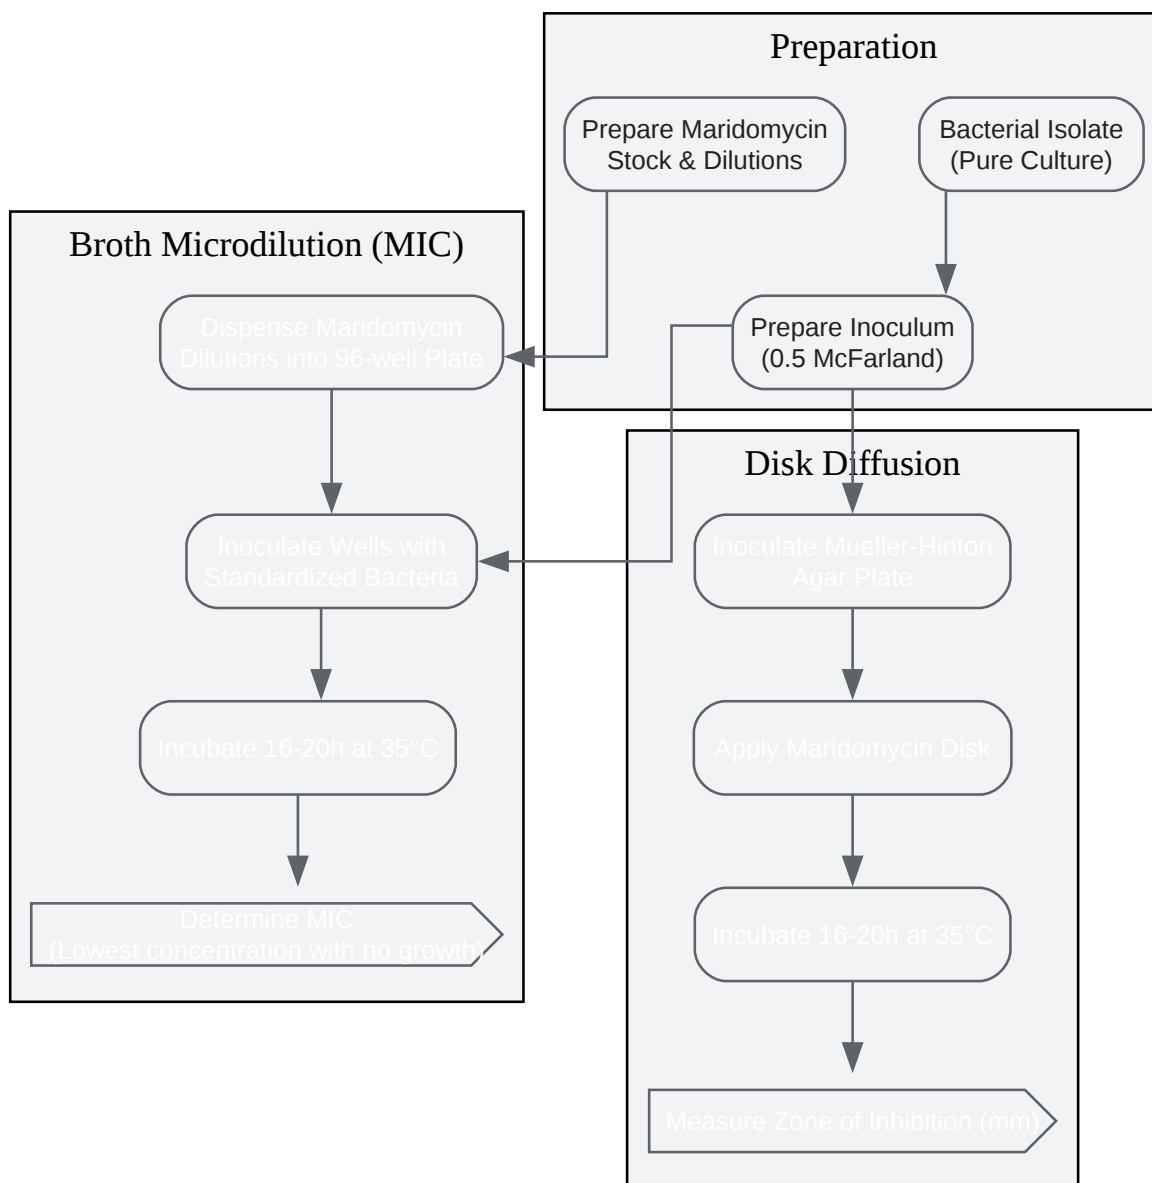 Preparation
Prepare Maridomycin
Stock & Dilutions
Bacterial Isolate
(Pure Culture)
Prepare Inoculum
(0.5 McFarland)
Broth Microdilution (MIC)
Dispense Maridomycin
Dilutions into 96-well Plate
Inoculate Wells with
Standardized Bacteria
Incubate 16-20h at 35°C
Determine MIC
(Lowest concentration with no growth)
Disk Diffusion
Inoculate Mueller-Hinton
Agar Plate
Apply Maridomycin Disk
Incubate 16-20h at 35°C
Measure Zone of Inhibition (mm)